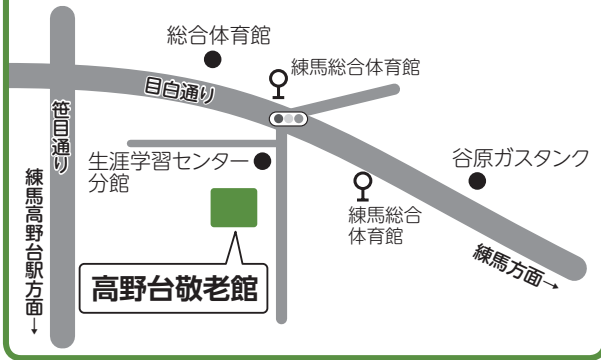 総合体育館
練馬総合体育館
目白通り
笹目通り
生涯学習センター
分館
谷原ガスタンク
練馬総合
体育館
練馬高野台駅方面→
高野台敬老館
練馬方面→